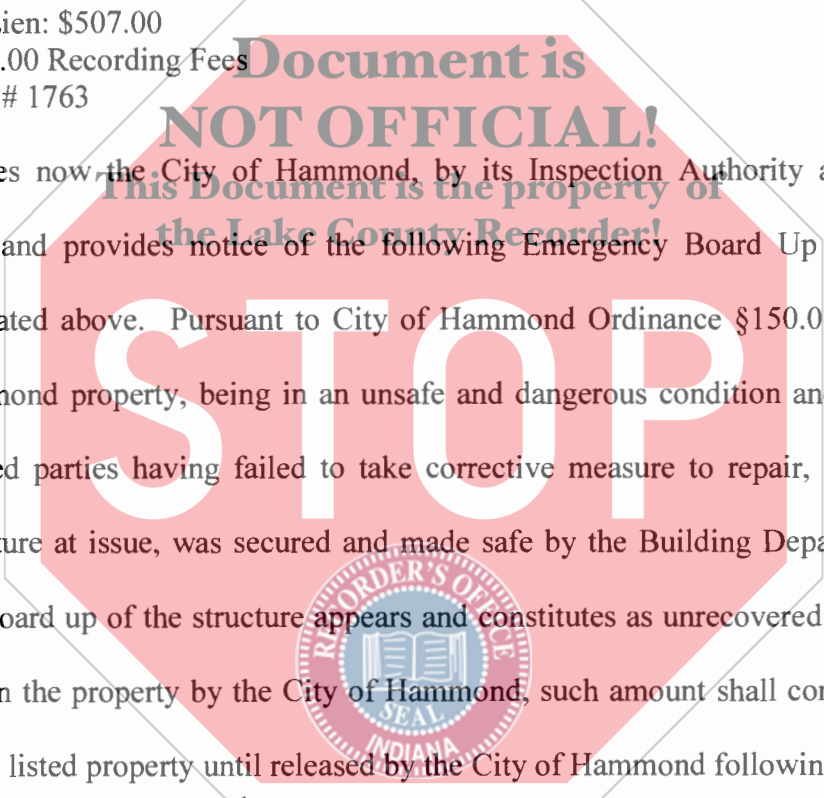 ien: $507.00
.00 Recording Fees
# 1763
Document is
NOT OFFICIAL!
This Document is the property of
the Lake County Recorder!
es now the City of Hammond, by its Inspection Authority a
and provides notice of the following Emergency Board Up
ated above. Pursuant to City of Hammond Ordinance §150.0
mond property, being in an unsafe and dangerous condition an
ed parties having failed to take corrective measure to repair,
ture at issue, was secured and made safe by the Building Depa
oard up of the structure appears and constitutes as unrecovered
n the property by the City of Hammond, such amount shall con
listed property until released by the City of Hammond followin
STOP
RECORDER'S OFFICE
SEAL
INDIANA